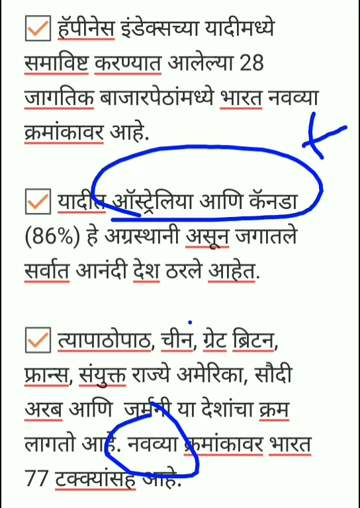 हॅपीनेस इंडेक्सच्या यादीमध्ये
समाविष्ट करण्यात आलेल्या 28
जागतिक बाजारपेठांमध्ये भारत नवव्या
क्रमांकावर आहे.
यादीत ऑस्ट्रेलिया आणि कॅनडा
(86%) हे अग्रस्थानी असून जगातले
सर्वात आनंदी देश ठरले आहेत.
त्यापाठोपाठ, चीन, ग्रेट ब्रिटन,
फ्रान्स, संयुक्त राज्ये अमेरिका, सौदी
अरब आणि जर्मनी या देशांचा क्रम
लागतो आहे. नवव्या क्रमांकावर भारत
77 टक्क्यांसह आहे.